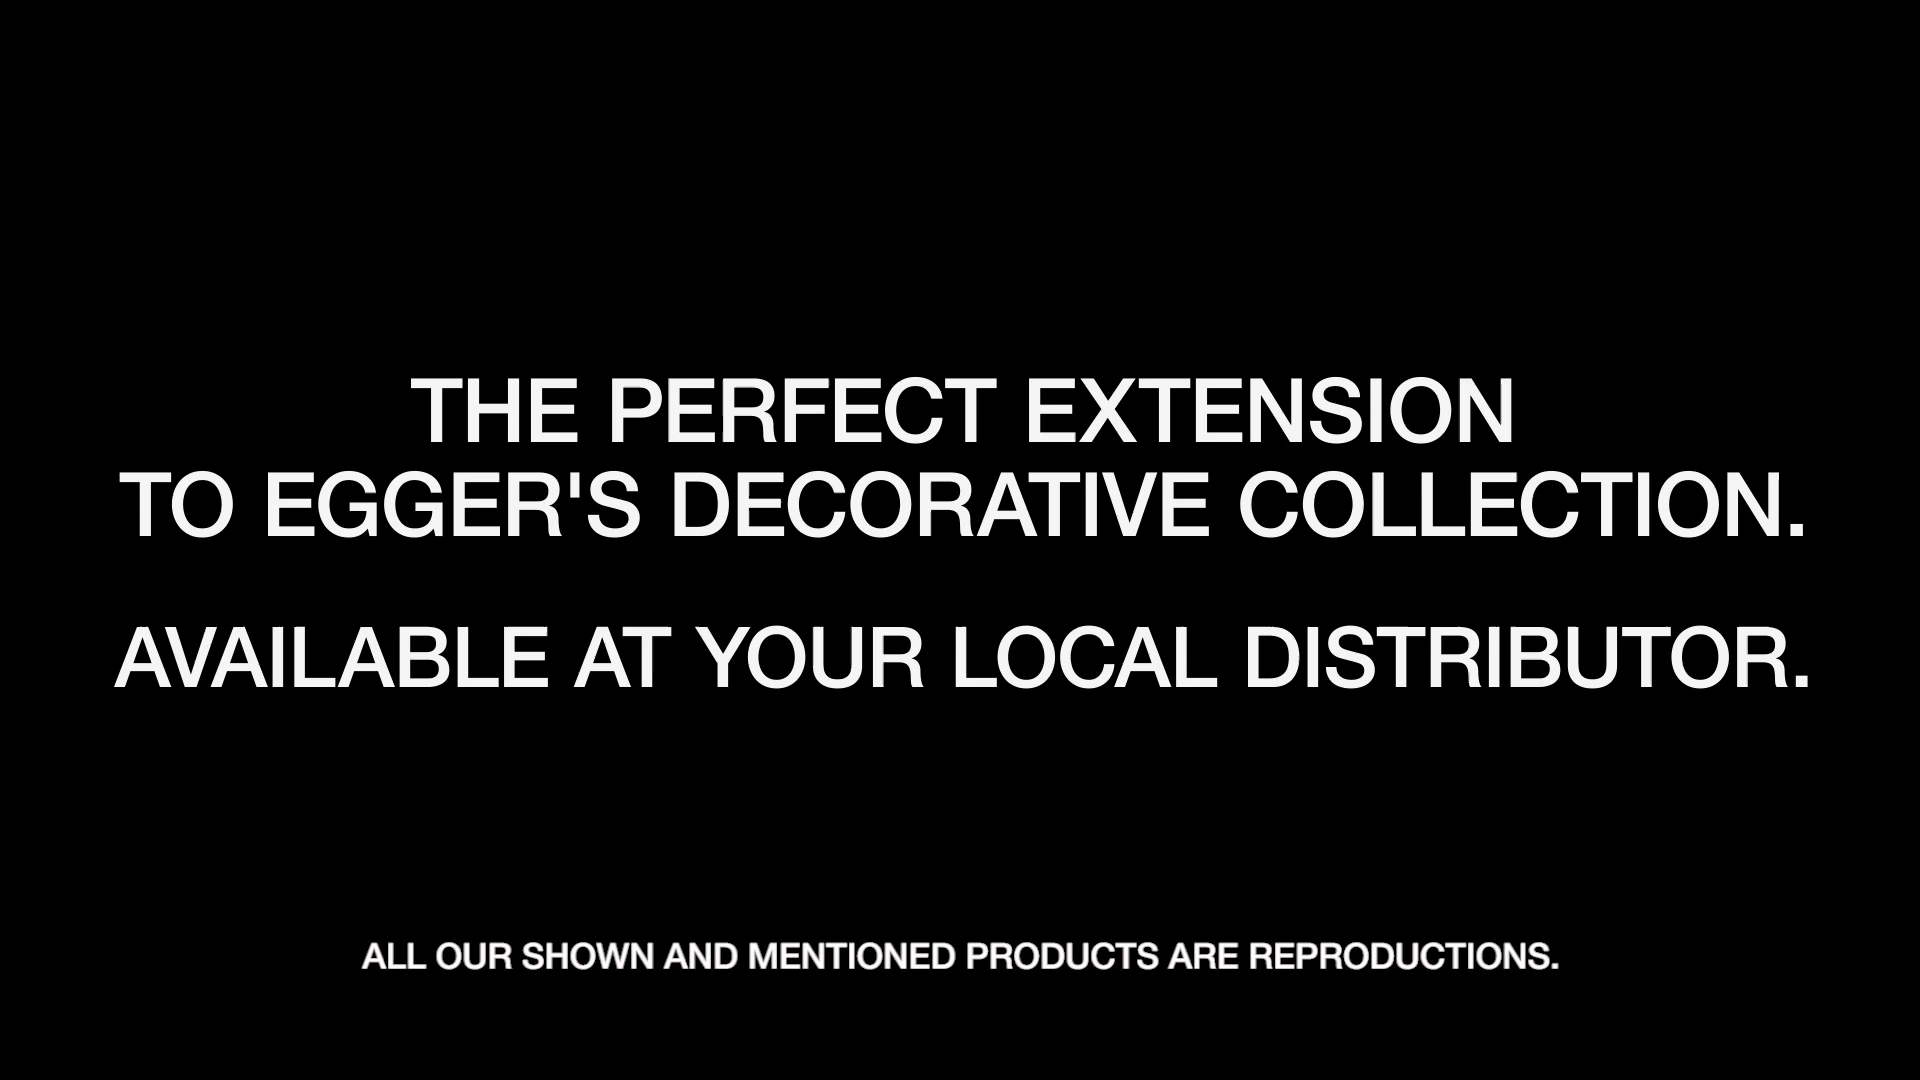 THE PERFECT EXTENSION
TO EGGER'S DECORATIVE COLLECTION.
AVAILABLE AT YOUR LOCAL DISTRIBUTOR.
ALL OUR SHOWN AND MENTIONED PRODUCTS ARE REPRODUCTIONS.